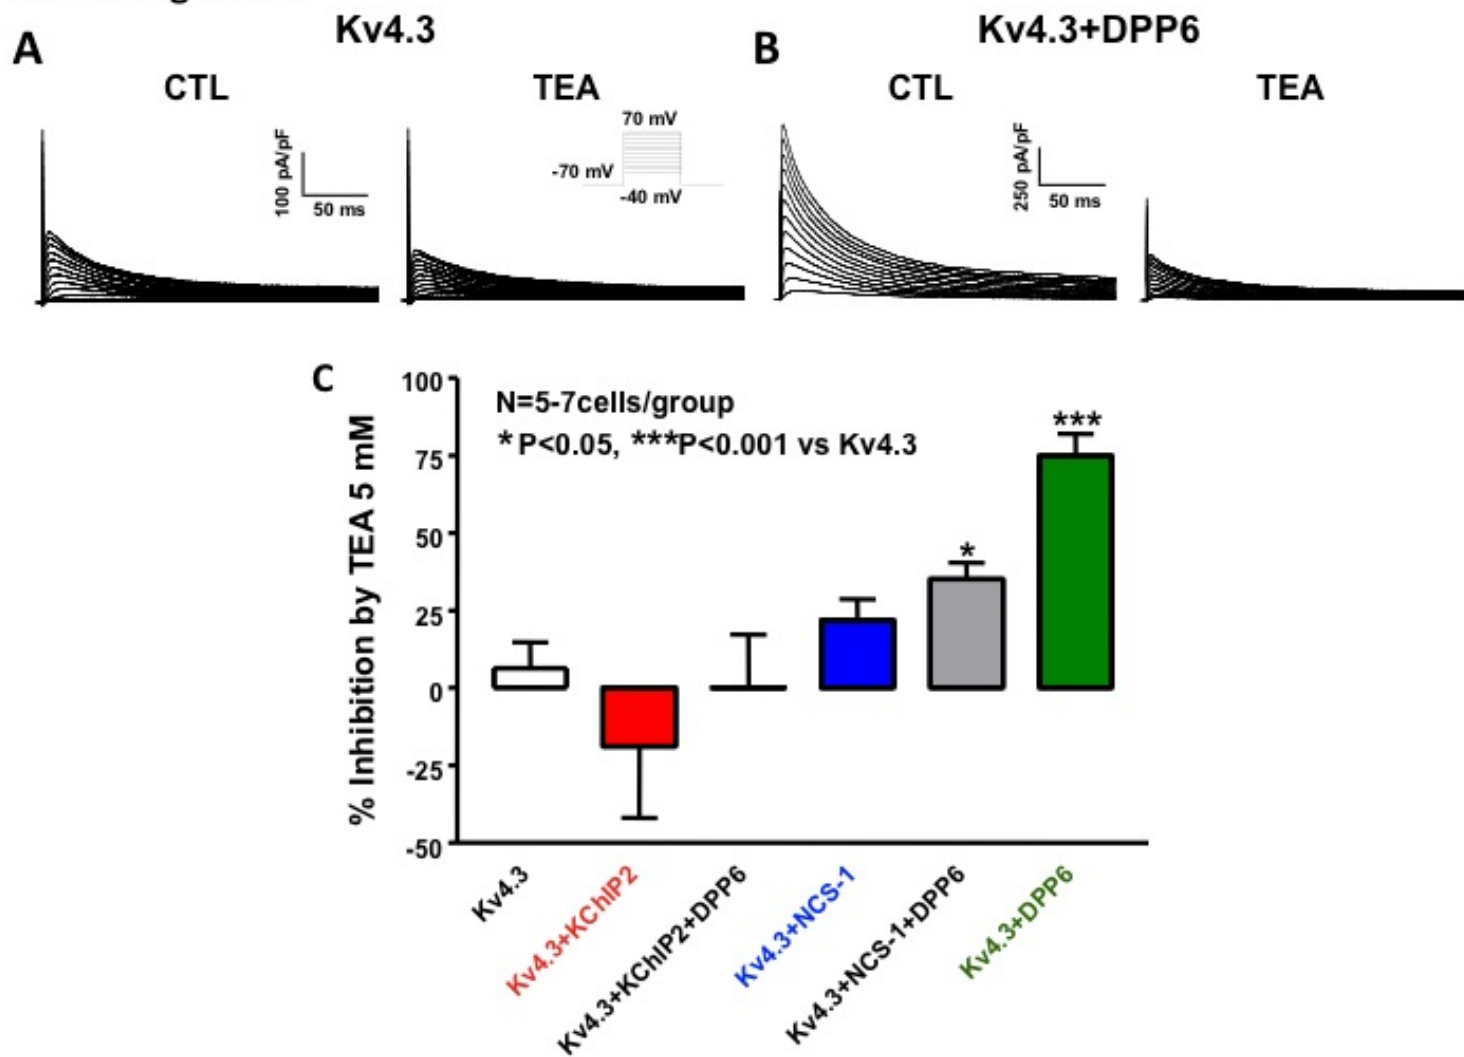 Kv4.3
Kv4.3+DPP6
A
B
CTL
TEA
CTL
TEA
100 pA/pF
50 ms
70 mV
-70 mV
-40 mV
250 pA/pF
50 ms
C
% Inhibition by TEA 5 mM
100
75
50
25
0
-25
-50
N=5-7cells/group
*P<0.05, ***P<0.001 vs Kv4.3
*
***
Kv4.3
Kv4.3+KChIP2
Kv4.3+KChIP2+DPP6
Kv4.3+NCS-1
Kv4.3+NCS-1+DPP6
Kv4.3+DPP6